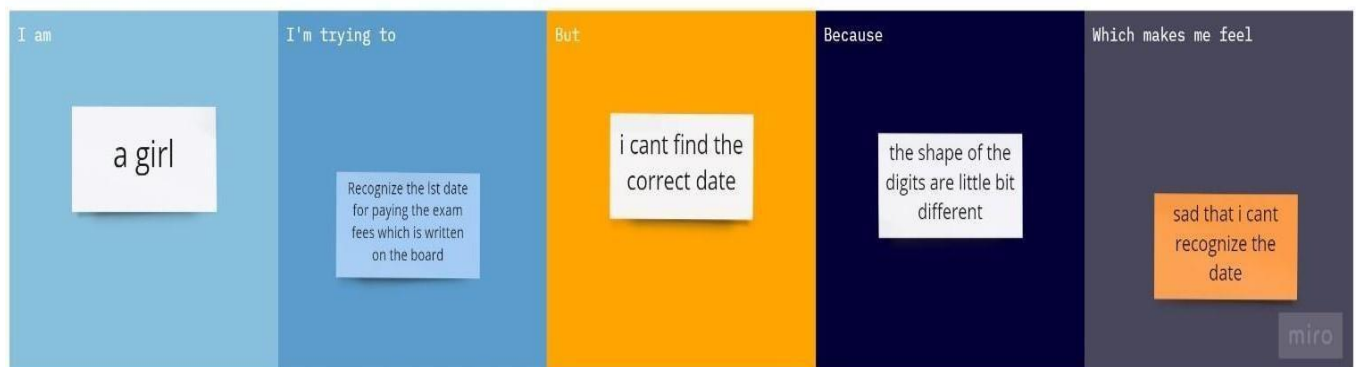 I am
a girl
I'm trying to
Recognize the lst date
for paying the exam
fees which is written
on the board
But
i cant find the
correct date
Because
the shape of the
digits are little bit
different
Which makes me feel
sad that i cant
recognize the
date
miro